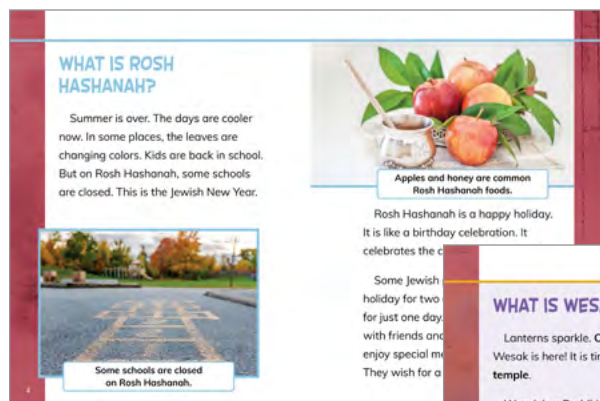 WHAT IS ROSH
HASHANAH?
Summer is over. The days are cooler
now. In some places, the leaves are
changing colors. Kids are back in school.
But on Rosh Hashanah, some schools
are closed. This is the Jewish New Year.
Some schools are closed
on Rosh Hashanah.
4
Apples and honey are common
Rosh Hashanah foods.
Rosh Hashanah is a happy holiday.
It is like a birthday celebration. It
celebrates the
Some Jewish
holiday for two
for just one day.
with friends and
enjoy special
They wish for a
WHAT IS
Lanterns sparkle.
Wesak is here! It is
temple.